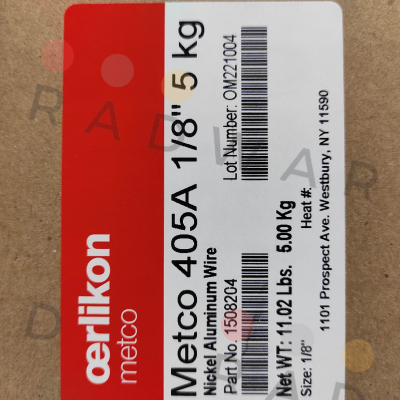 œrlikon
metco
Metco 405A 1/8" 5 kg
Nickel Aluminum Wire
Part No. 1508204 Lot Number: OM221004
Net WT: 11.02 Lbs. 5.00 Kg
Size: 1/8" Heat #:
1101 Prospect Ave. Westbury, NY 11590
RADWAR